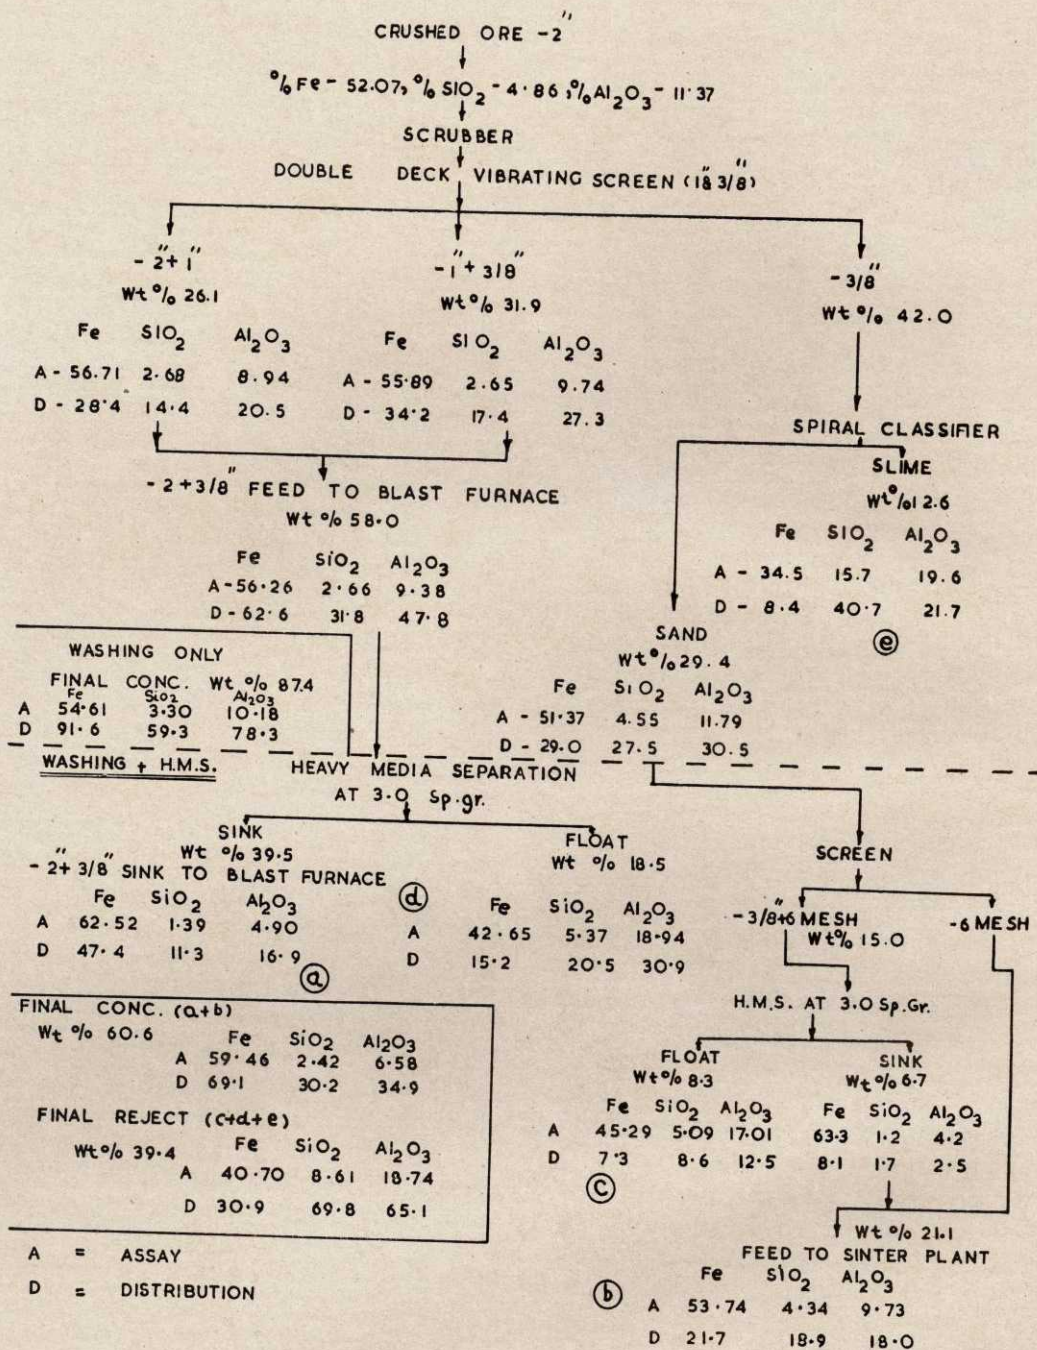 CRUSHED ORE -2"
% Fe - 52.07, % SIO2 - 4.86, % Al2O3 - 11.37
SCRUBBER
DOUBLE DECK VIBRATING SCREEN (1" & 3/8")
-2"+1"
Wt % 26.1
Fe SIO2 Al2O3
A - 56.71 2.68 8.94
D - 28.4 14.4 20.5
-1"+3/8"
Wt % 31.9
Fe SIO2 Al2O3
A - 55.89 2.65 9.74
D - 34.2 17.4 27.3
-3/8"
Wt % 42.0
SPIRAL CLASSIFIER
SLIME
Wt % 12.6
Fe SIO2 Al2O3
A - 34.5 15.7 19.6
D - 8.4 40.7 21.7
e
-2+3/8" FEED TO BLAST FURNACE
Wt % 58.0
Fe SiO2 Al2O3
A - 56.26 2.66 9.38
D - 62.6 31.8 47.8
SAND
Wt % 29.4
Fe SiO2 Al2O3
A - 51.37 4.55 11.79
D - 29.0 27.5 30.5
WASHING ONLY
FINAL CONC. Wt % 87.4
Fe SiO2 Al2O3
A 54.61 3.30 10.18
D 91.6 59.3 78.3
WASHING + H.M.S.
HEAVY MEDIA SEPARATION
AT 3.0 Sp.gr.
SINK
Wt % 39.5
-2"+3/8" SINK TO BLAST FURNACE
Fe SIO2 Al2O3
A 62.52 1.39 4.90
D 47.4 11.3 16.9
a
FLOAT
Wt % 18.5
d
Fe SiO2 Al2O3
A 42.65 5.37 18.94
D 15.2 20.5 30.9
SCREEN
-3/8"+6 MESH
Wt % 15.0
-6 MESH
H.M.S. AT 3.0 Sp.Gr.
FLOAT
Wt % 8.3
Fe SiO2 Al2O3
A 45.29 5.09 17.01
D 7.3 8.6 12.5
C
SINK
Wt % 6.7
Fe SiO2 Al2O3
63.3 1.2 4.2
8.1 1.7 2.5
FINAL CONC. (a+b)
Wt % 60.6
Fe SiO2 Al2O3
A 59.46 2.42 6.58
D 69.1 30.2 34.9
FINAL REJECT (c+d+e)
Wt % 39.4
Fe SiO2 Al2O3
A 40.70 8.61 18.74
D 30.9 69.8 65.1
Wt % 21.1
FEED TO SINTER PLANT
b
Fe SiO2 Al2O3
A 53.74 4.34 9.73
D 21.7 18.9 18.0
A = ASSAY
D = DISTRIBUTION